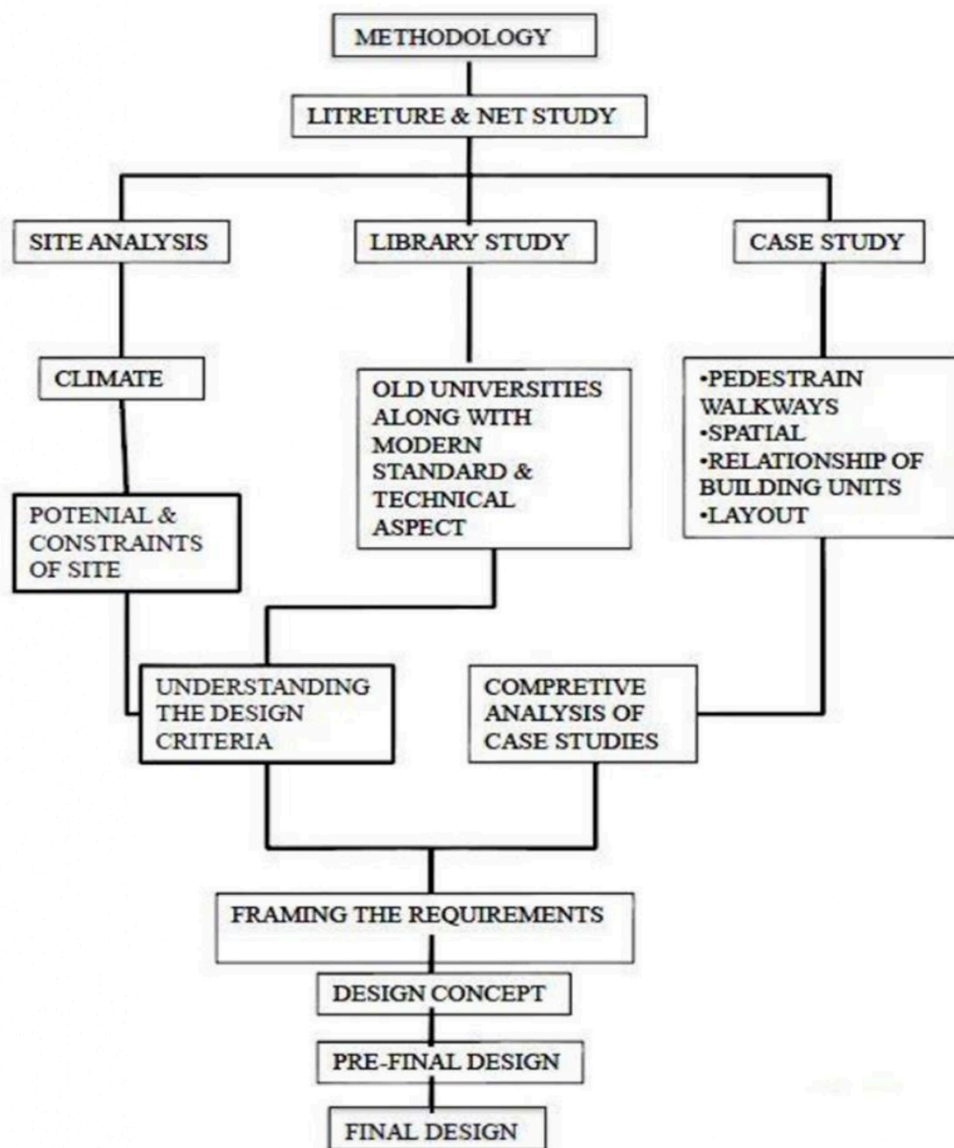 METHODOLOGY
LITRETURE & NET STUDY
SITE ANALYSIS
LIBRARY STUDY
CASE STUDY
CLIMATE
OLD UNIVERSITIES
ALONG WITH
MODERN
STANDARD &
TECHNICAL
ASPECT
•PEDESTRAIN
WALKWAYS
•SPATIAL
•RELATIONSHIP OF
BUILDING UNITS
•LAYOUT
POTENIAL &
CONSTRAINTS
OF SITE
UNDERSTANDING
THE DESIGN
CRITERIA
COMPRETIVE
ANALYSIS OF
CASE STUDIES
FRAMING THE REQUIREMENTS
DESIGN CONCEPT
PRE-FINAL DESIGN
FINAL DESIGN